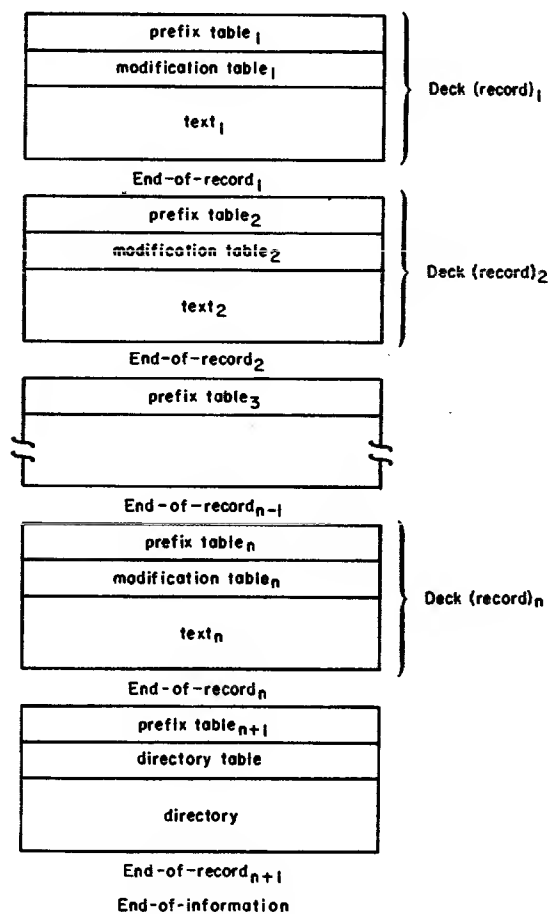 prefix table₁
modification table₁
Deck (record)₁
text₁
End-of-record₁
prefix table₂
modification table₂
Deck (record)₂
text₂
End-of-record₂
prefix table₃
End-of-recordₙ₋₁
prefix tableₙ
modification tableₙ
Deck (record)ₙ
textₙ
End-of-recordₙ
prefix tableₙ₊₁
directory table
directory
End-of-recordₙ₊₁
End-of-information